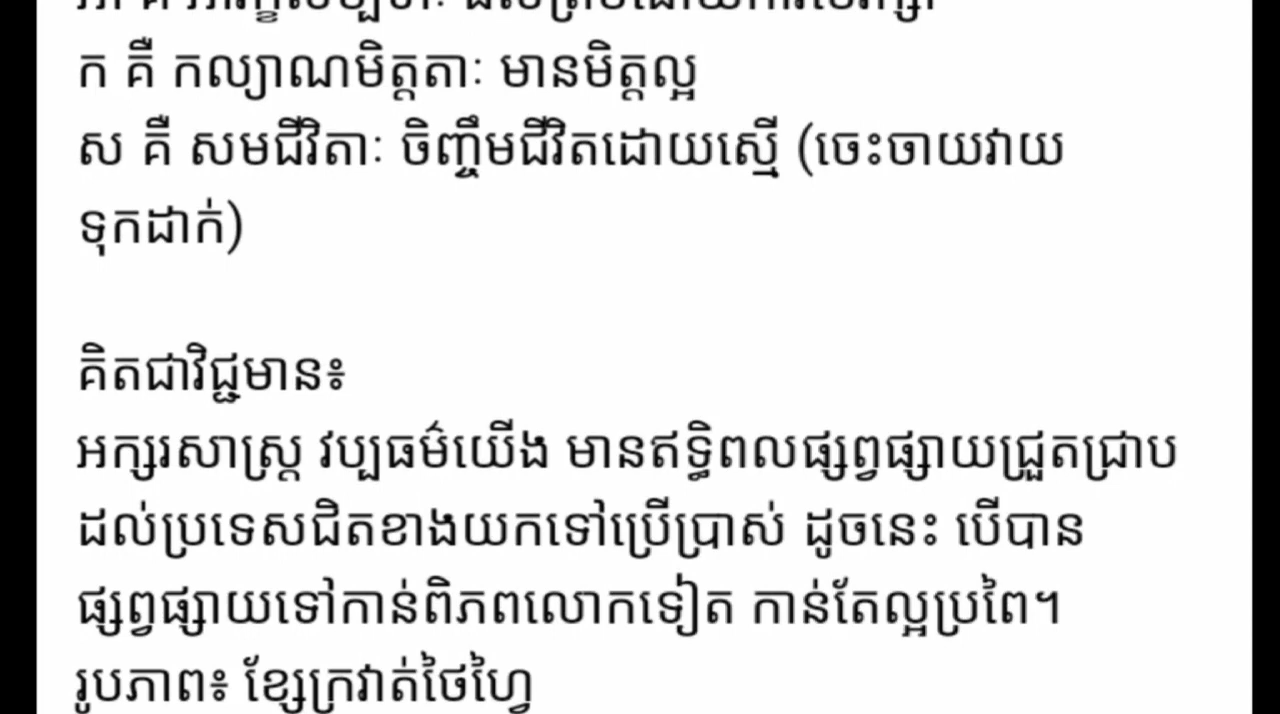 ក គឺ កល្យាណមិត្តតាៈ មានមិត្តល្អ
ស គឺ សមជីវិតាៈ ចិញ្ចឹមជីវិតដោយស្មើ (ចេះចាយវាយ
ទុកដាក់)
គិតជាវិជ្ជមាន៖
អក្សរសាស្ត្រ វប្បធម៌យើង មានឥទ្ធិពលផ្សព្វផ្សាយជ្រួតជ្រាប
ដល់ប្រទេសជិតខាងយកទៅប្រើប្រាស់ ដូចនេះ បើបាន
ផ្សព្វផ្សាយទៅកាន់ពិភពលោកទៀត កាន់តែល្អប្រពៃ។
រូបភាព៖ ខ្សែក្រវាត់ថៃហ្វៃ